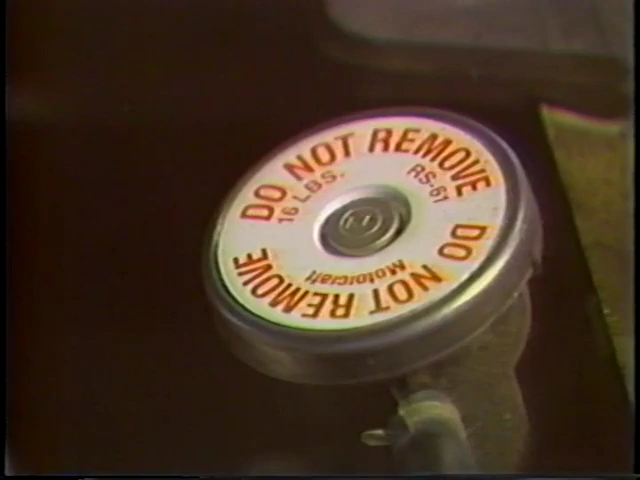 DO NOT REMOVE
16 LBS.
RS-61
DO NOT REMOVE
Motorcraft
M